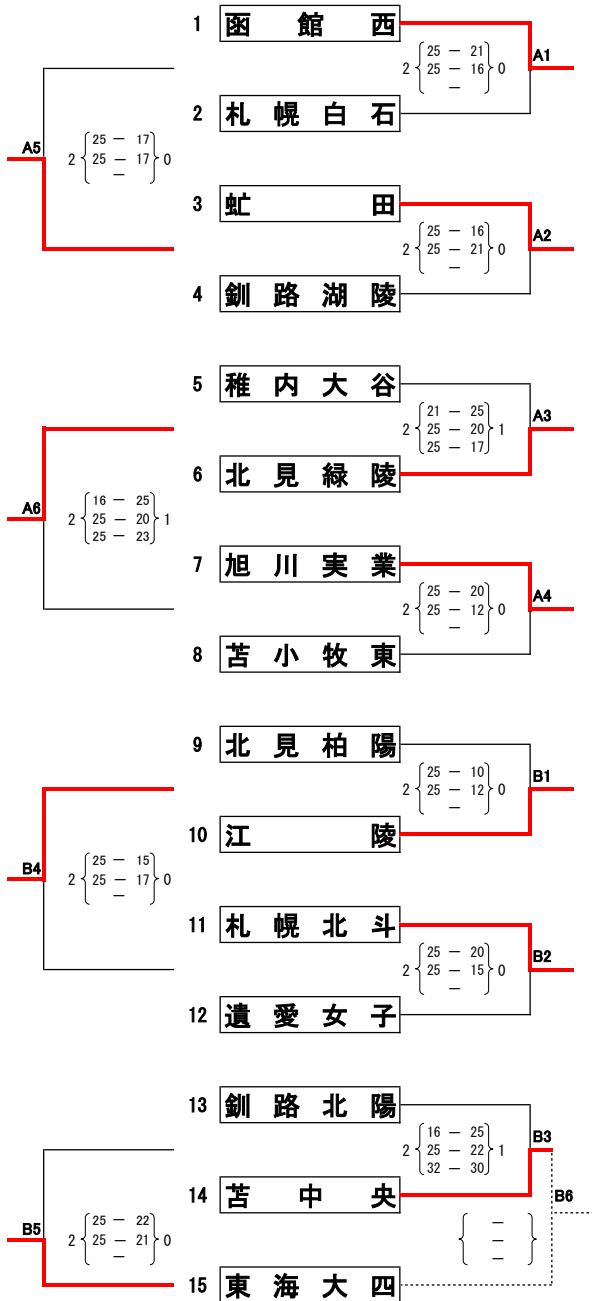 1 函館西
25 — 21
2 25 — 16 0
—
A1
2 札幌白石
A5
25 — 17
2 25 — 17 0
—
3 虻田
25 — 16
2 25 — 21 0
—
A2
4 釧路湖陵
5 稚内大谷
21 — 25
2 25 — 20 1
25 — 17
A3
6 北見緑陵
A6
16 — 25
2 25 — 20 1
25 — 23
7 旭川実業
25 — 20
2 25 — 12 0
—
A4
8 苫小牧東
9 北見柏陽
25 — 10
2 25 — 12 0
—
B1
10 江陵
B4
25 — 15
2 25 — 17 0
—
11 札幌北斗
25 — 20
2 25 — 15 0
—
B2
12 遺愛女子
13 釧路北陽
16 — 25
2 25 — 22 1
32 — 30
B3
14 苫中央
B6
—
—
—
B5
25 — 22
2 25 — 21 0
—
15 東海大四